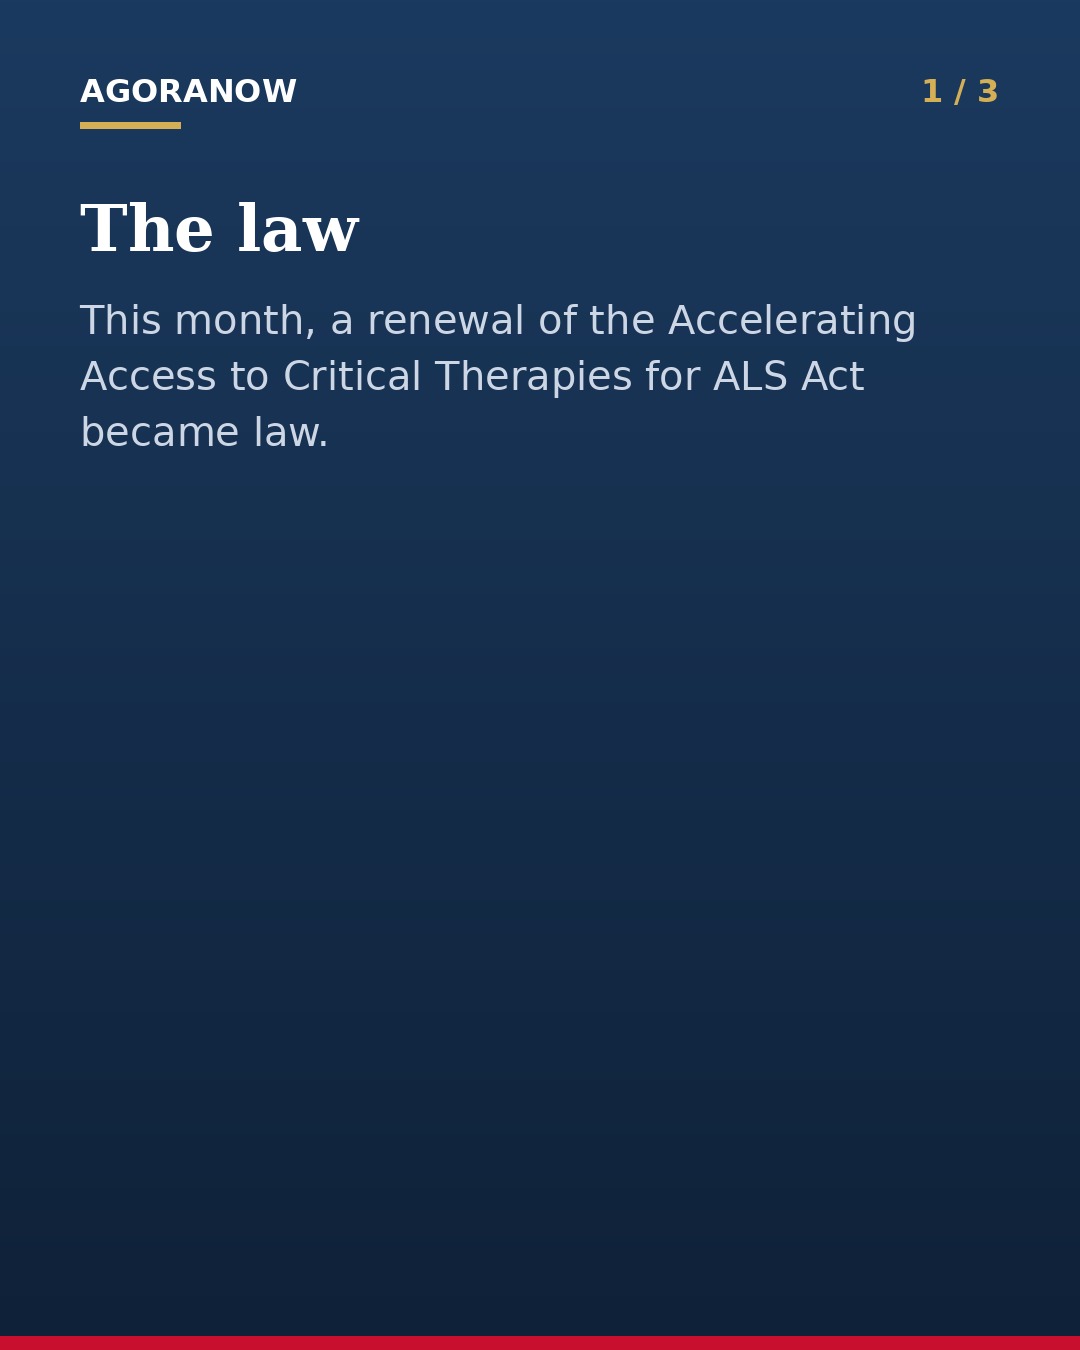 AGORANOW
1 / 3
The law
This month, a renewal of the Accelerating
Access to Critical Therapies for ALS Act
became law.